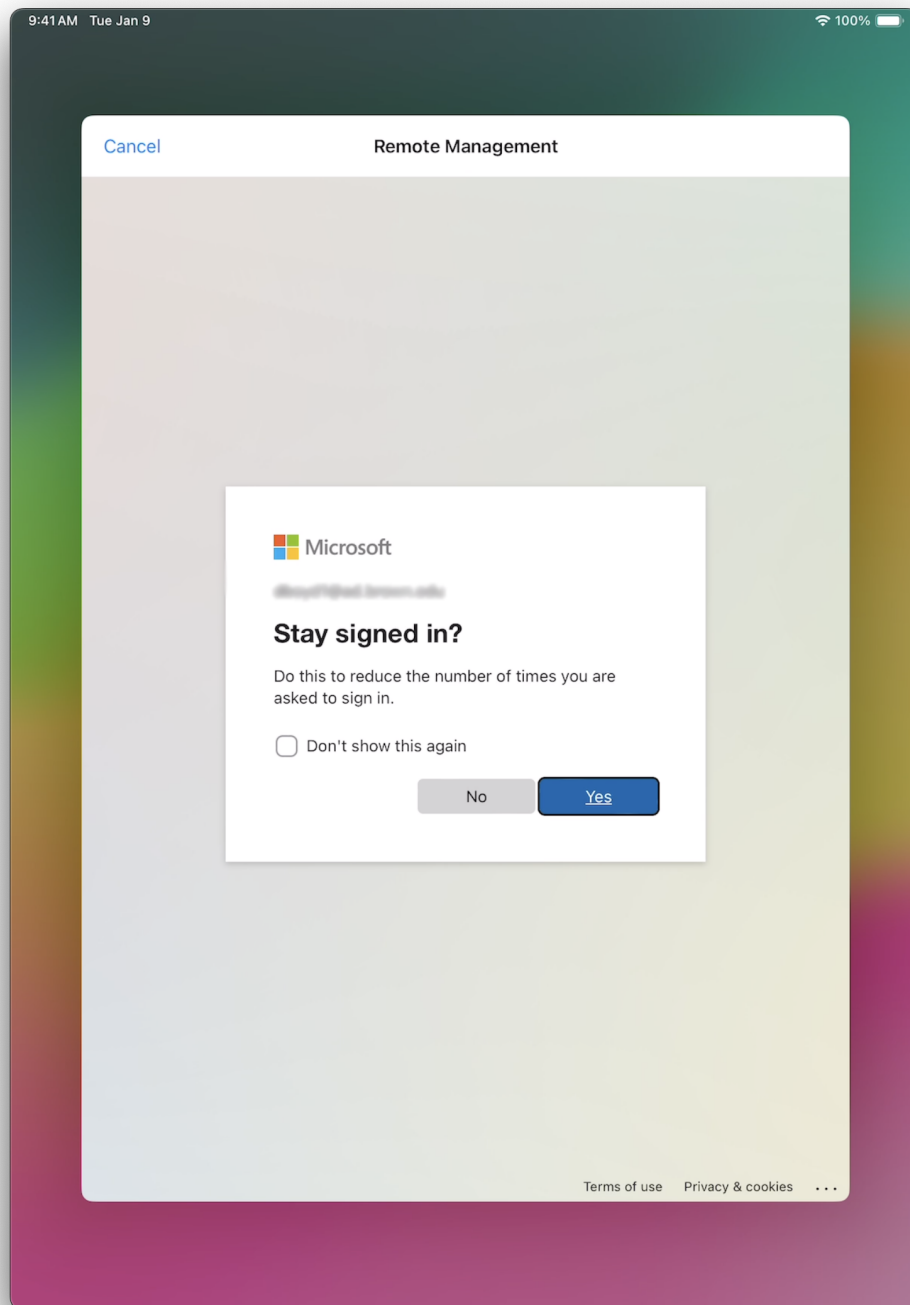 9:41 AM Tue Jan 9 100%
Cancel Remote Management
Microsoft
Stay signed in?
Do this to reduce the number of times you are
asked to sign in.
Don't show this again
No Yes
Terms of use Privacy & cookies ...